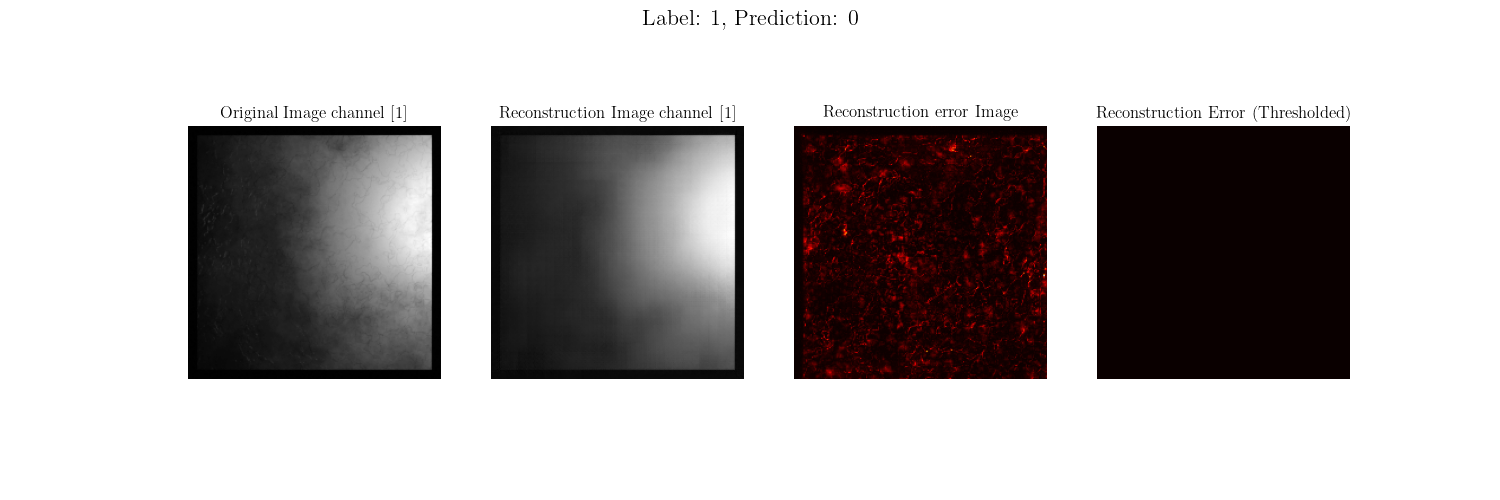 Label: 1, Prediction: 0
Original Image channel [1]
Reconstruction Image channel [1]
Reconstruction error Image
Reconstruction Error (Thresholded)